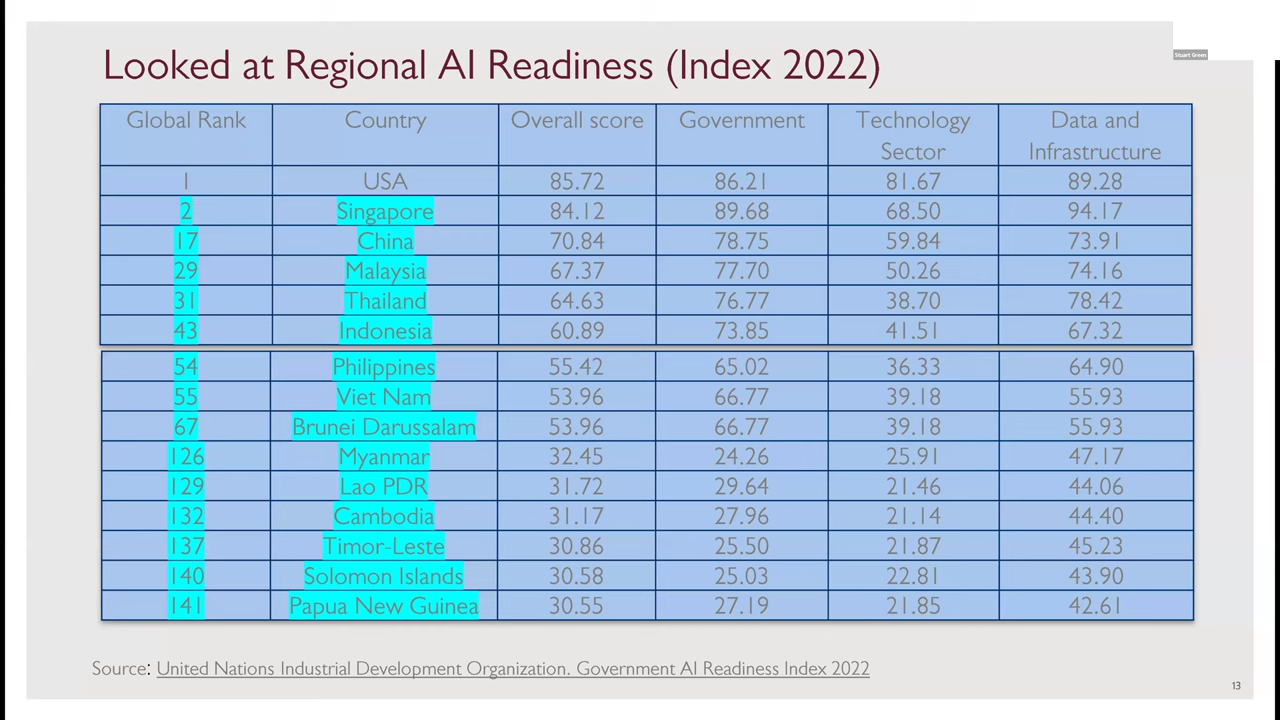 Stuart Green
Looked at Regional AI Readiness (Index 2022)
Global Rank Country Overall score Government Technology Sector Data and Infrastructure
1 USA 85.72 86.21 81.67 89.28
2 Singapore 84.12 89.68 68.50 94.17
17 China 70.84 78.75 59.84 73.91
29 Malaysia 67.37 77.70 50.26 74.16
31 Thailand 64.63 76.77 38.70 78.42
43 Indonesia 60.89 73.85 41.51 67.32
54 Philippines 55.42 65.02 36.33 64.90
55 Viet Nam 53.96 66.77 39.18 55.93
67 Brunei Darussalam 53.96 66.77 39.18 55.93
126 Myanmar 32.45 24.26 25.91 47.17
129 Lao PDR 31.72 29.64 21.46 44.06
132 Cambodia 31.17 27.96 21.14 44.40
137 Timor-Leste 30.86 25.50 21.87 45.23
140 Solomon Islands 30.58 25.03 22.81 43.90
141 Papua New Guinea 30.55 27.19 21.85 42.61
Source: United Nations Industrial Development Organization. Government AI Readiness Index 2022
13